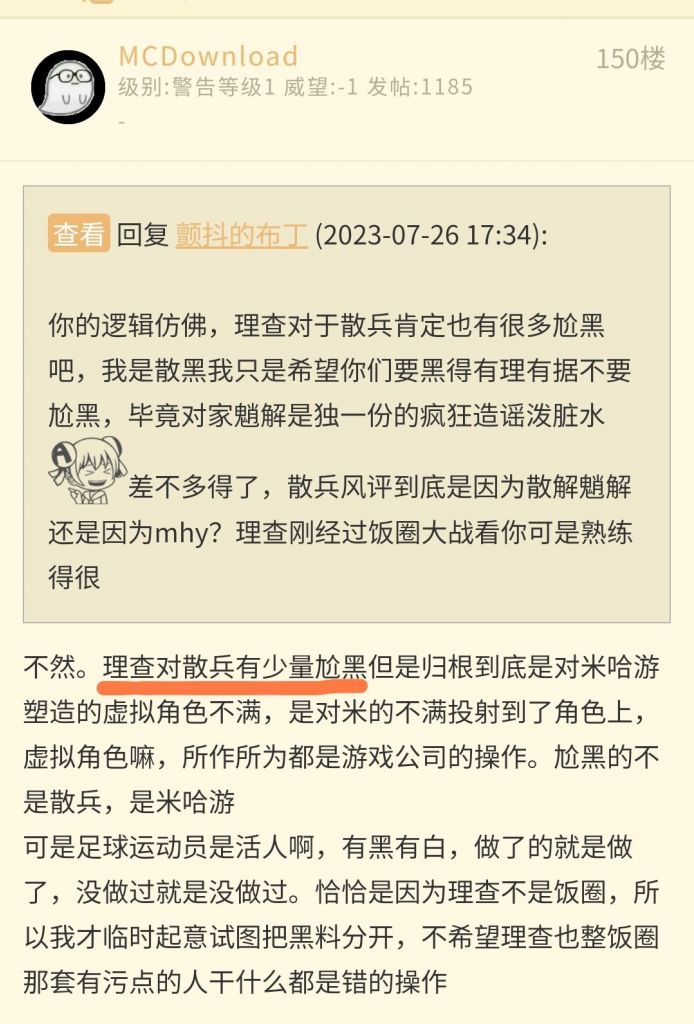 MCDownload
150楼
级别:警告等级1 威望:-1 发帖:1185
-
查看 回复 颤抖的布丁 (2023-07-26 17:34):
你的逻辑仿佛，理查对于散兵肯定也有很多尬黑
吧，我是散黑我只是希望你们要黑得有理有据不要
尬黑，毕竟对家魈解是独一份的疯狂造谣泼脏水
差不多得了，散兵风评到底是因为散解魈解
还是因为mhy？理查刚经过饭圈大战看你可是熟练
得很
不然。理查对散兵有少量尬黑但是归根到底是对米哈游
塑造的虚拟角色不满，是对米的不满投射到了角色上，
虚拟角色嘛，所作所为都是游戏公司的操作。尬黑的不
是散兵，是米哈游
可是足球运动员是活人啊，有黑有白，做了的就是做
了，没做过就是没做过。恰恰是因为理查不是饭圈，所
以我才临时起意试图把黑料分开，不希望理查也整饭圈
那套有污点的人干什么都是错的操作